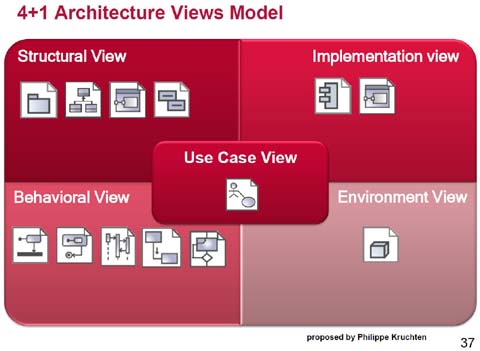 4+1 Architecture Views Model
Structural View
Implementation view
Use Case View
Behavioral View
Environment View
proposed by Philippe Kruchten
37